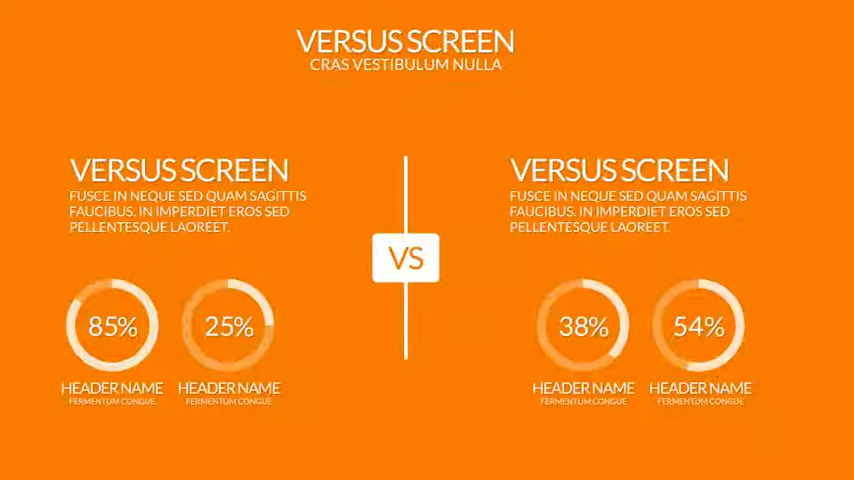 VERSUS SCREEN
CRAS VESTIBULUM NULLA
VERSUS SCREEN
FUSCE IN NEQUE SED QUAM SAGITTIS
FAUCIBUS. IN IMPERDIET EROS SED
PELLENTESQUE LAOREET.
85%
25%
HEADER NAME
FERMENTUM CONGUE
HEADER NAME
FERMENTUM CONGUE
VS
VERSUS SCREEN
FUSCE IN NEQUE SED QUAM SAGITTIS
FAUCIBUS. IN IMPERDIET EROS SED
PELLENTESQUE LAOREET.
38%
54%
HEADER NAME
FERMENTUM CONGUE
HEADER NAME
FERMENTUM CONGUE